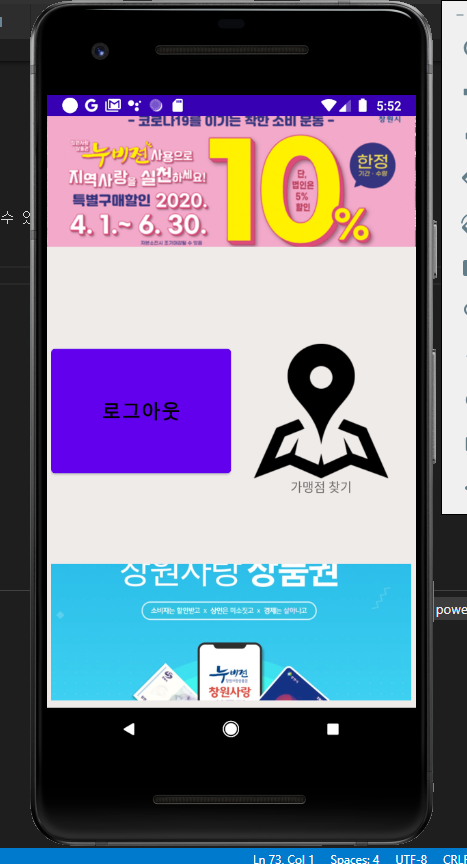 수 있
5:52
- 코로나19를 이기는 착한 소비 운동 -
창원시
누비전 사용으로
지역사랑을 실천하세요!
특별구매할인 2020.
4. 1.~ 6. 30.
10%
단,
법인은
5%
할인
한정
기간·수량
로그아웃
가맹점 찾기
창원사랑 상품권
소비자는 할인받고 x 상인은 미소짓고 x 경제는 살아나고
누비전
창원사랑
powe
Ln 73, Col 1 Spaces: 4 UTF-8 CRLF